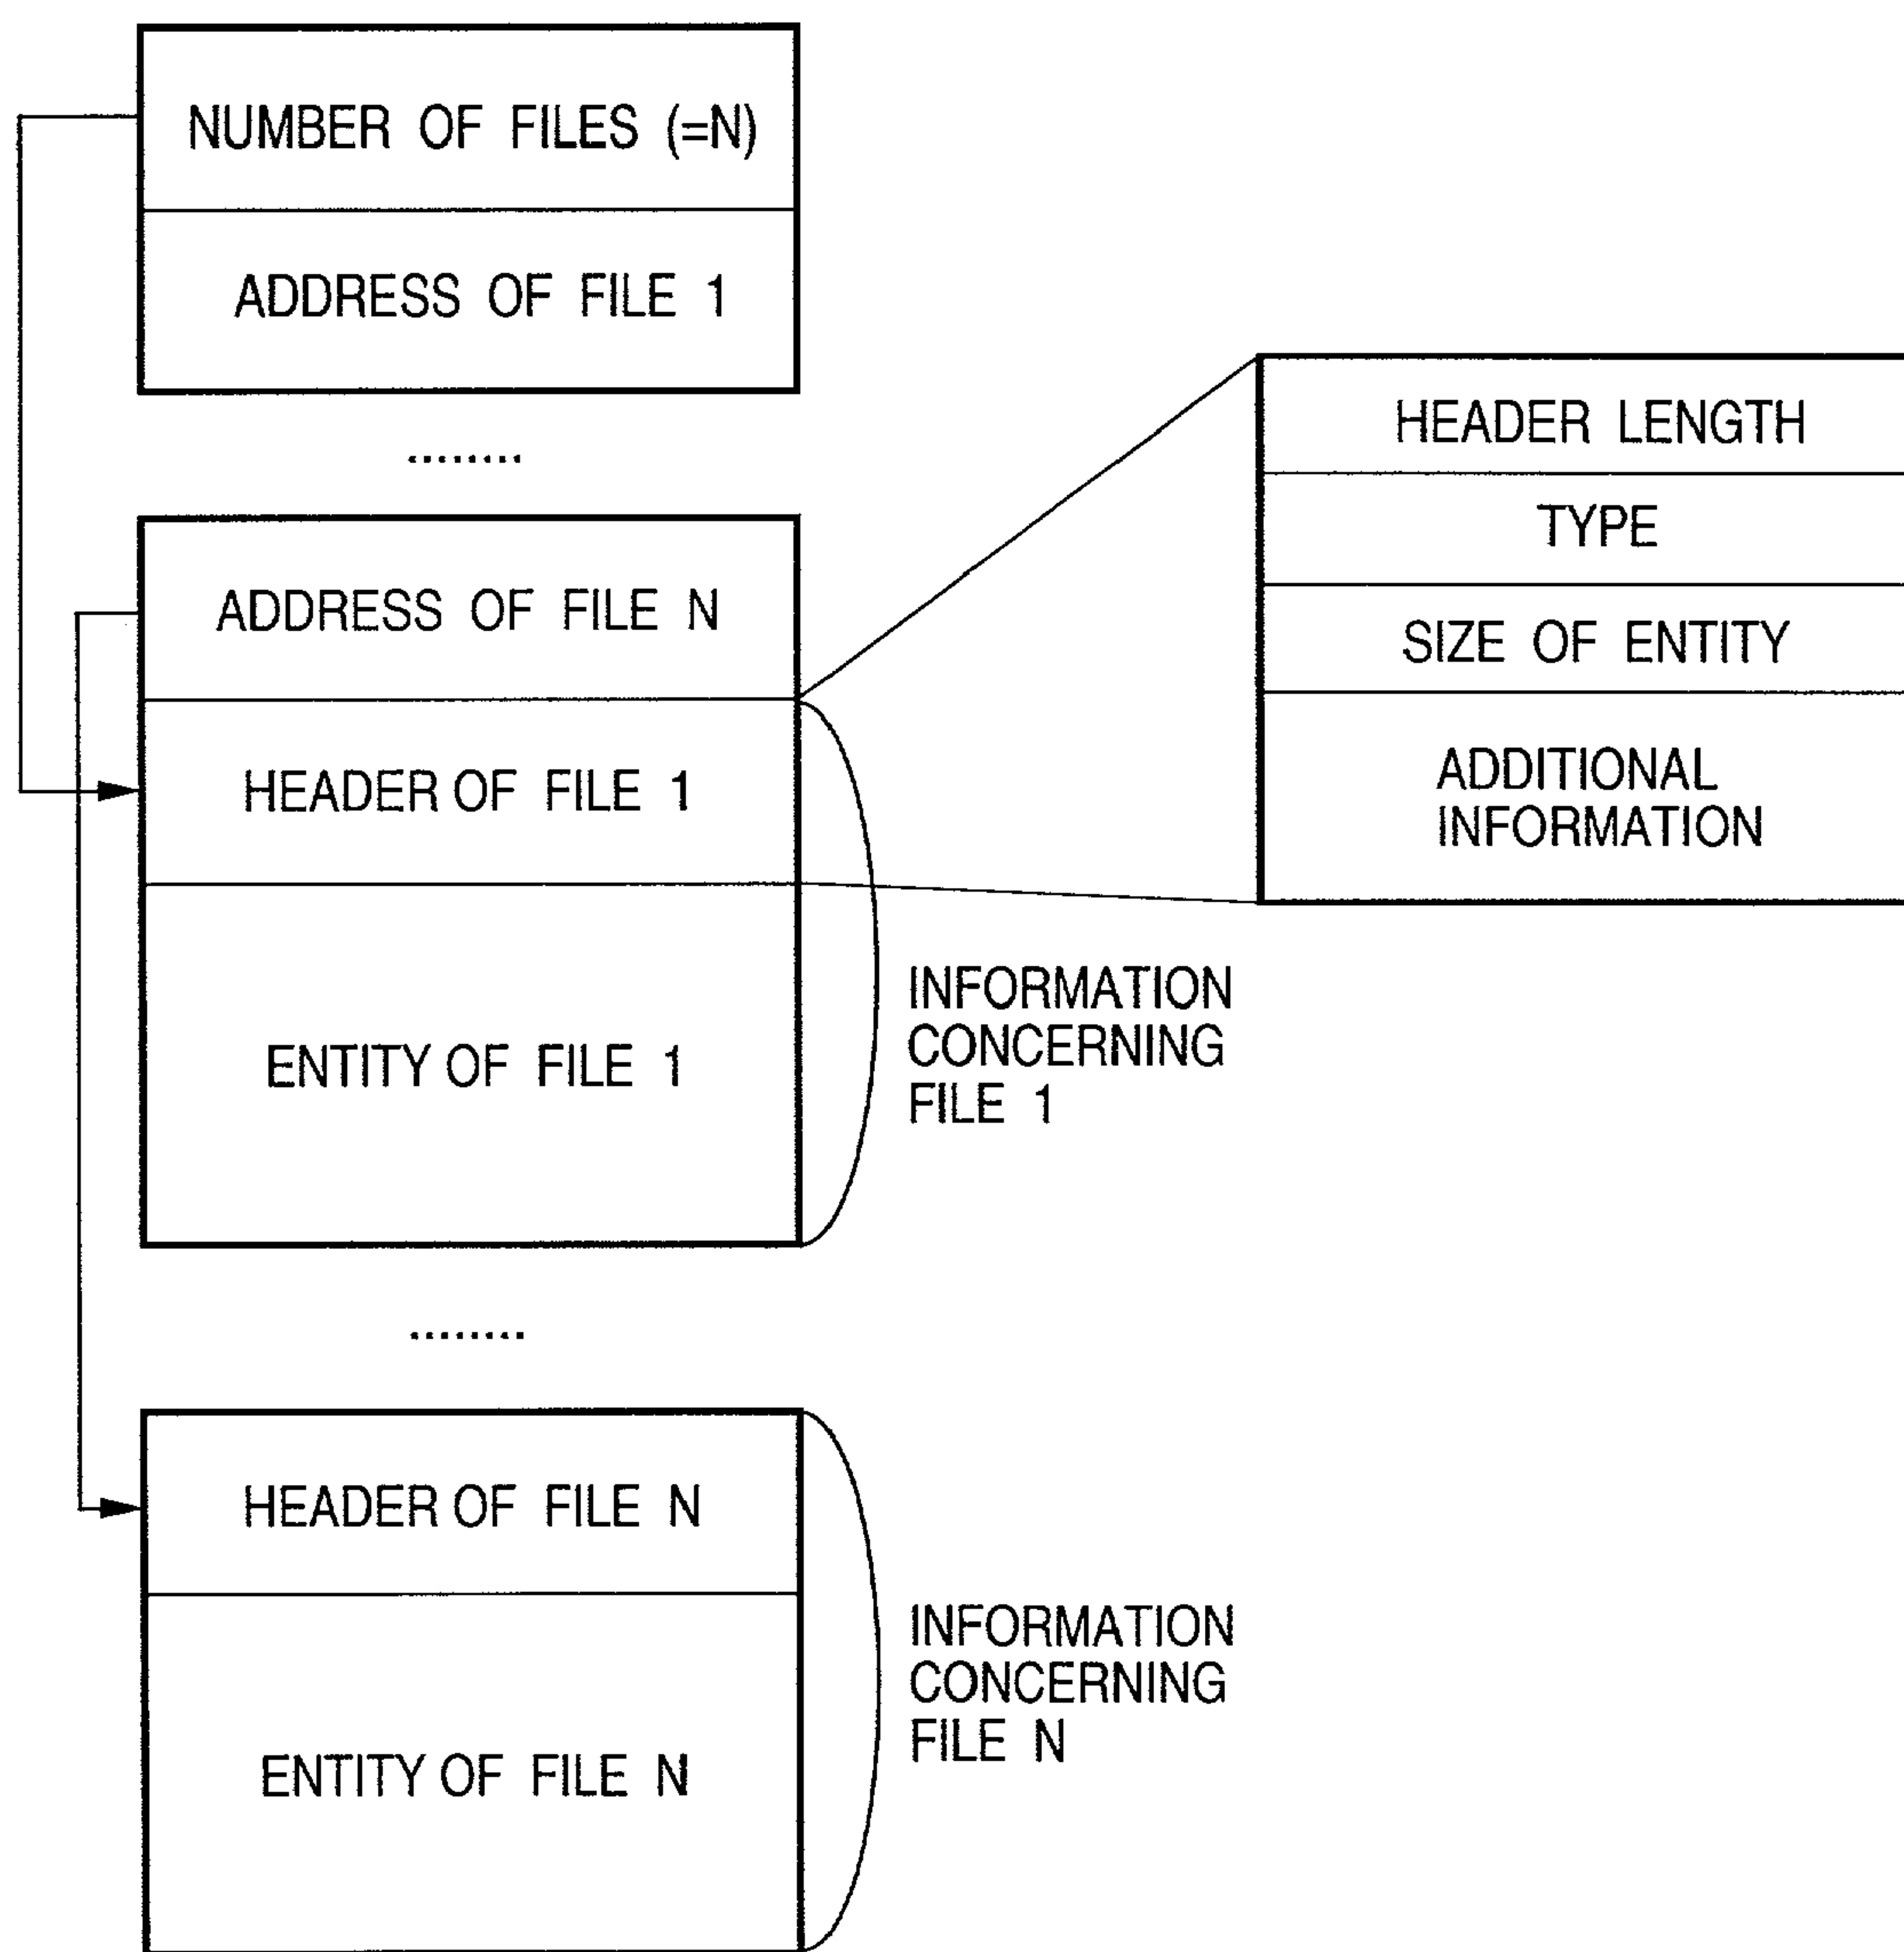 NUMBER OF FILES (=N)
ADDRESS OF FILE 1
........
ADDRESS OF FILE N
HEADER OF FILE 1
ENTITY OF FILE 1
INFORMATION
CONCERNING
FILE 1
HEADER LENGTH
TYPE
SIZE OF ENTITY
ADDITIONAL
INFORMATION
........
HEADER OF FILE N
ENTITY OF FILE N
INFORMATION
CONCERNING
FILE N